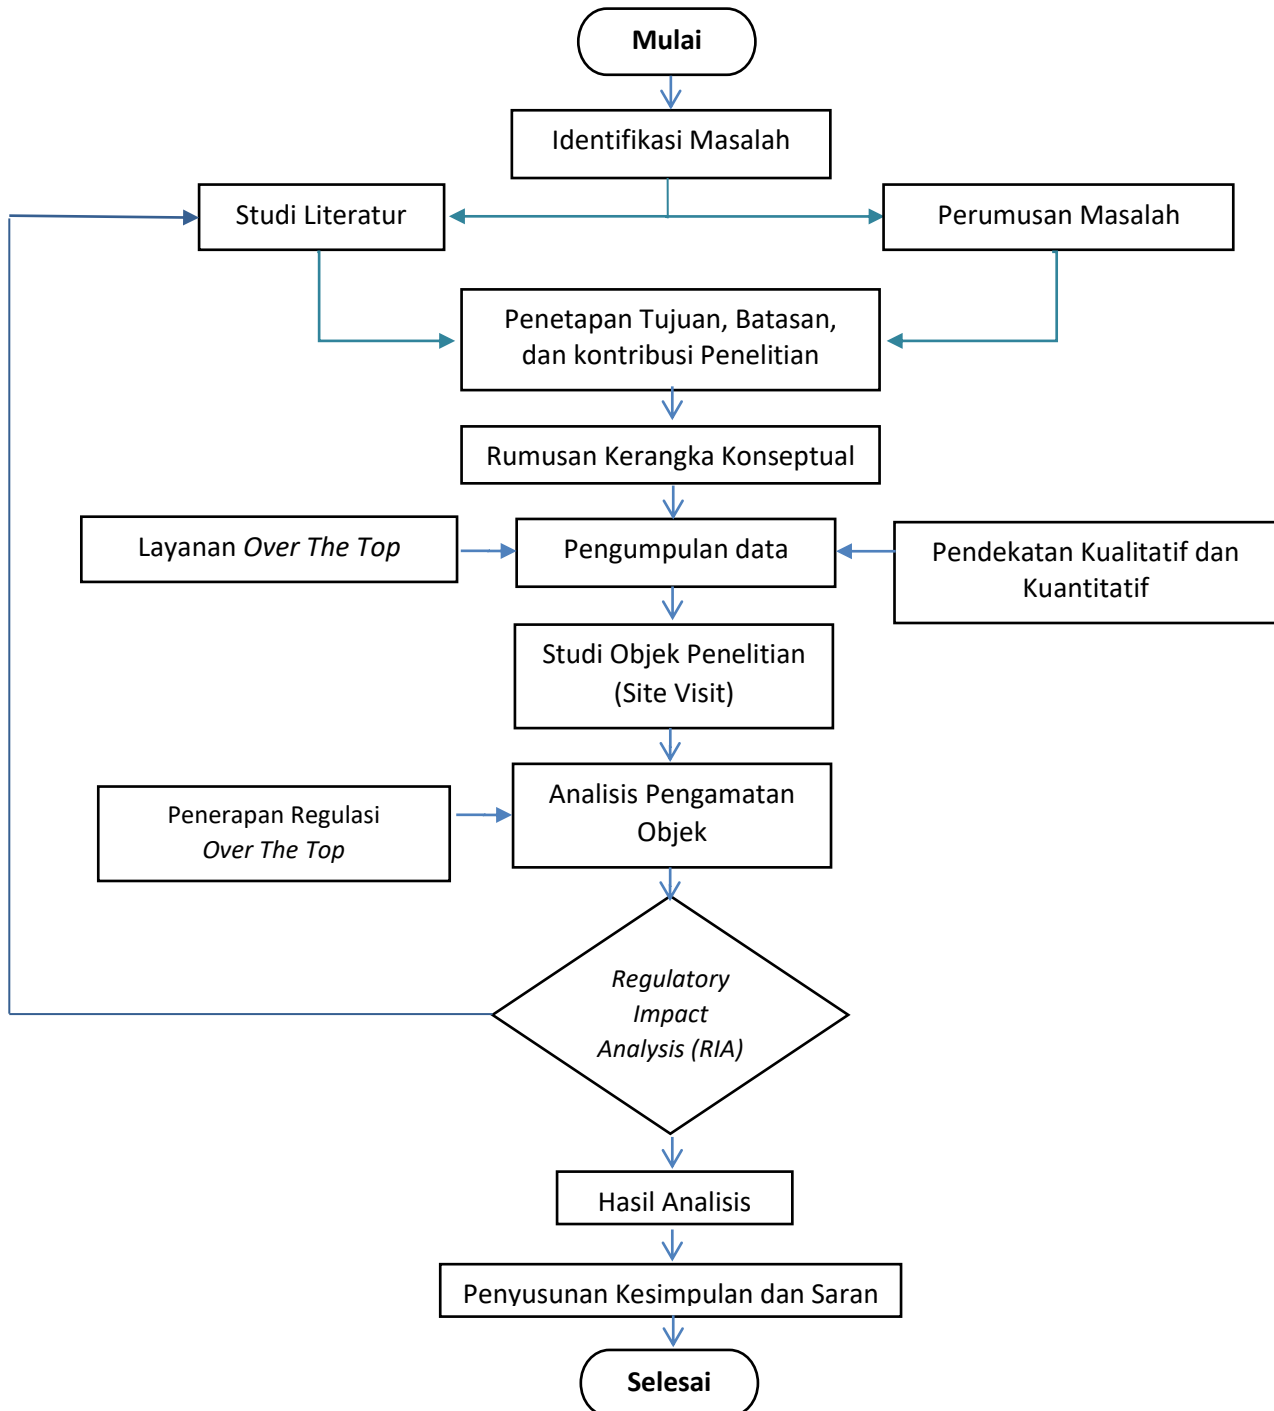 Mulai
Identifikasi Masalah
Studi Literatur
Perumusan Masalah
Penetapan Tujuan, Batasan,
dan kontribusi Penelitian
Rumusan Kerangka Konseptual
Layanan Over The Top
Pengumpulan data
Pendekatan Kualitatif dan
Kuantitatif
Studi Objek Penelitian
(Site Visit)
Analisis Pengamatan
Objek
Penerapan Regulasi
Over The Top
Regulatory
Impact
Analysis (RIA)
Hasil Analisis
Penyusunan Kesimpulan dan Saran
Selesai